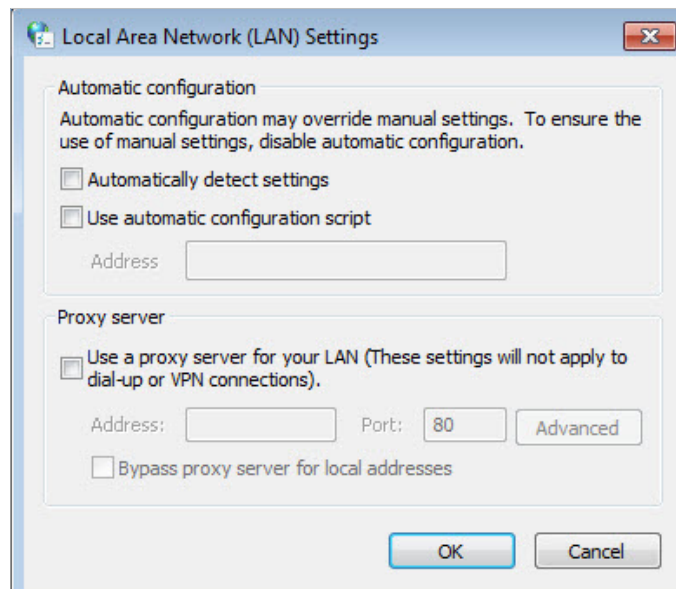 Local Area Network (LAN) Settings
Automatic configuration
Automatic configuration may override manual settings. To ensure the
use of manual settings, disable automatic configuration.
Automatically detect settings
Use automatic configuration script
Address
Proxy server
Use a proxy server for your LAN (These settings will not apply to
dial-up or VPN connections).
Address: Port: 80 Advanced
Bypass proxy server for local addresses
OK Cancel